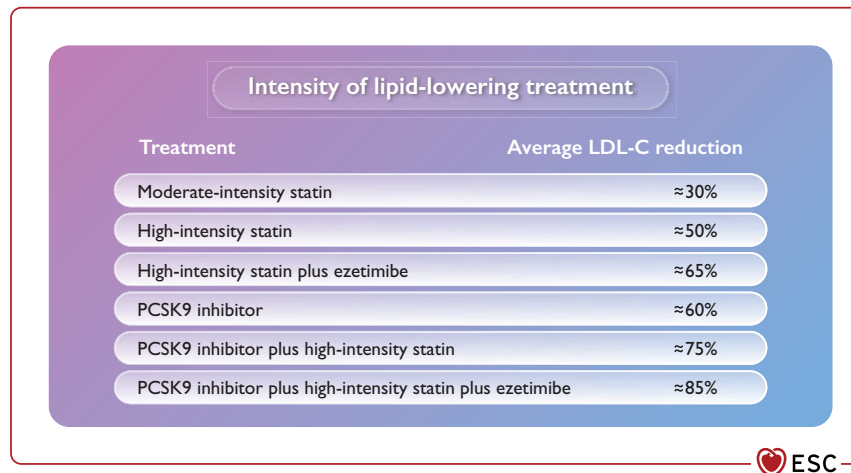 Intensity of lipid-lowering treatment
Treatment Average LDL-C reduction
Moderate-intensity statin ≈30%
High-intensity statin ≈50%
High-intensity statin plus ezetimibe ≈65%
PCSK9 inhibitor ≈60%
PCSK9 inhibitor plus high-intensity statin ≈75%
PCSK9 inhibitor plus high-intensity statin plus ezetimibe ≈85%
ESC